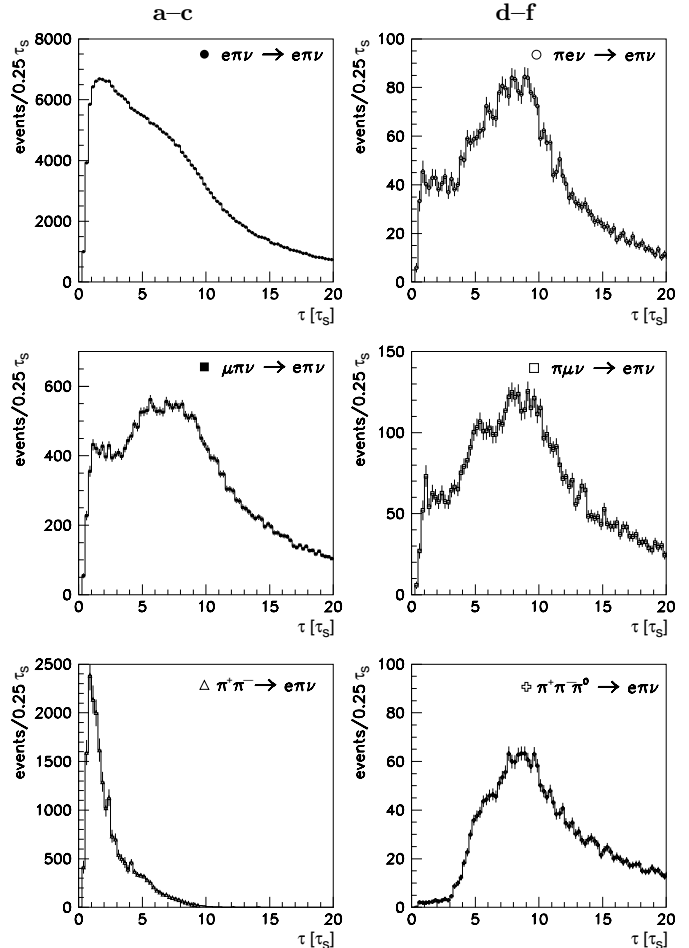 a–c
d–f
events/0.25 τS
8000
6000
4000
2000
0
● eπν → eπν
0 5 10 15 20
τ [τS]
events/0.25 τS
100
80
60
40
20
0
○ πeν → eπν
0 5 10 15 20
τ [τS]
events/0.25 τS
600
400
200
0
■ μπν → eπν
0 5 10 15 20
τ [τS]
events/0.25 τS
150
100
50
0
□ πμν → eπν
0 5 10 15 20
τ [τS]
events/0.25 τS
2500
2000
1500
1000
500
0
△ π⁺π⁻ → eπν
0 5 10 15 20
τ [τS]
events/0.25 τS
100
80
60
40
20
0
π⁺π⁻π⁰ → eπν
0 5 10 15 20
τ [τS]